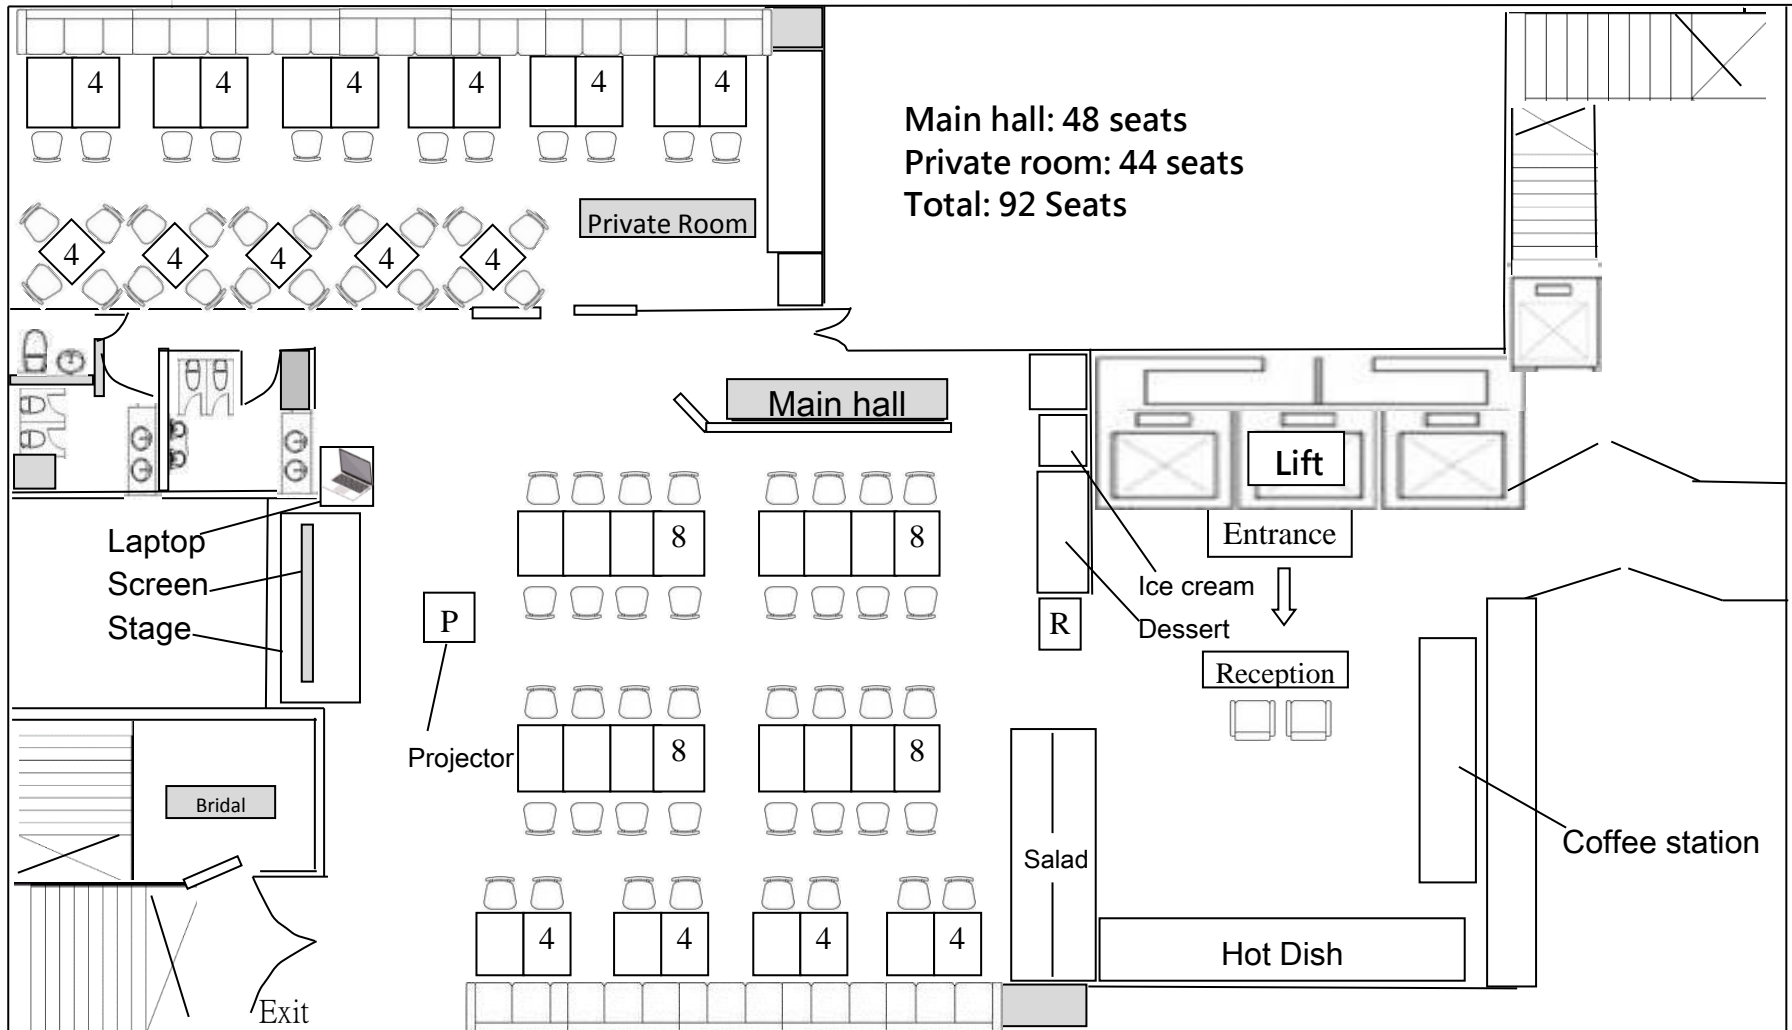 4 4 4 4 4 4
Main hall: 48 seats
Private room: 44 seats
Total: 92 Seats
Private Room
4 4 4 4 4
Main hall
Lift
8 8
Entrance
Laptop
Screen
Stage
Ice cream
Dessert
P
R
Reception
8 8
Projector
Bridal
Salad
Coffee station
4 4 4 4
Hot Dish
Exit